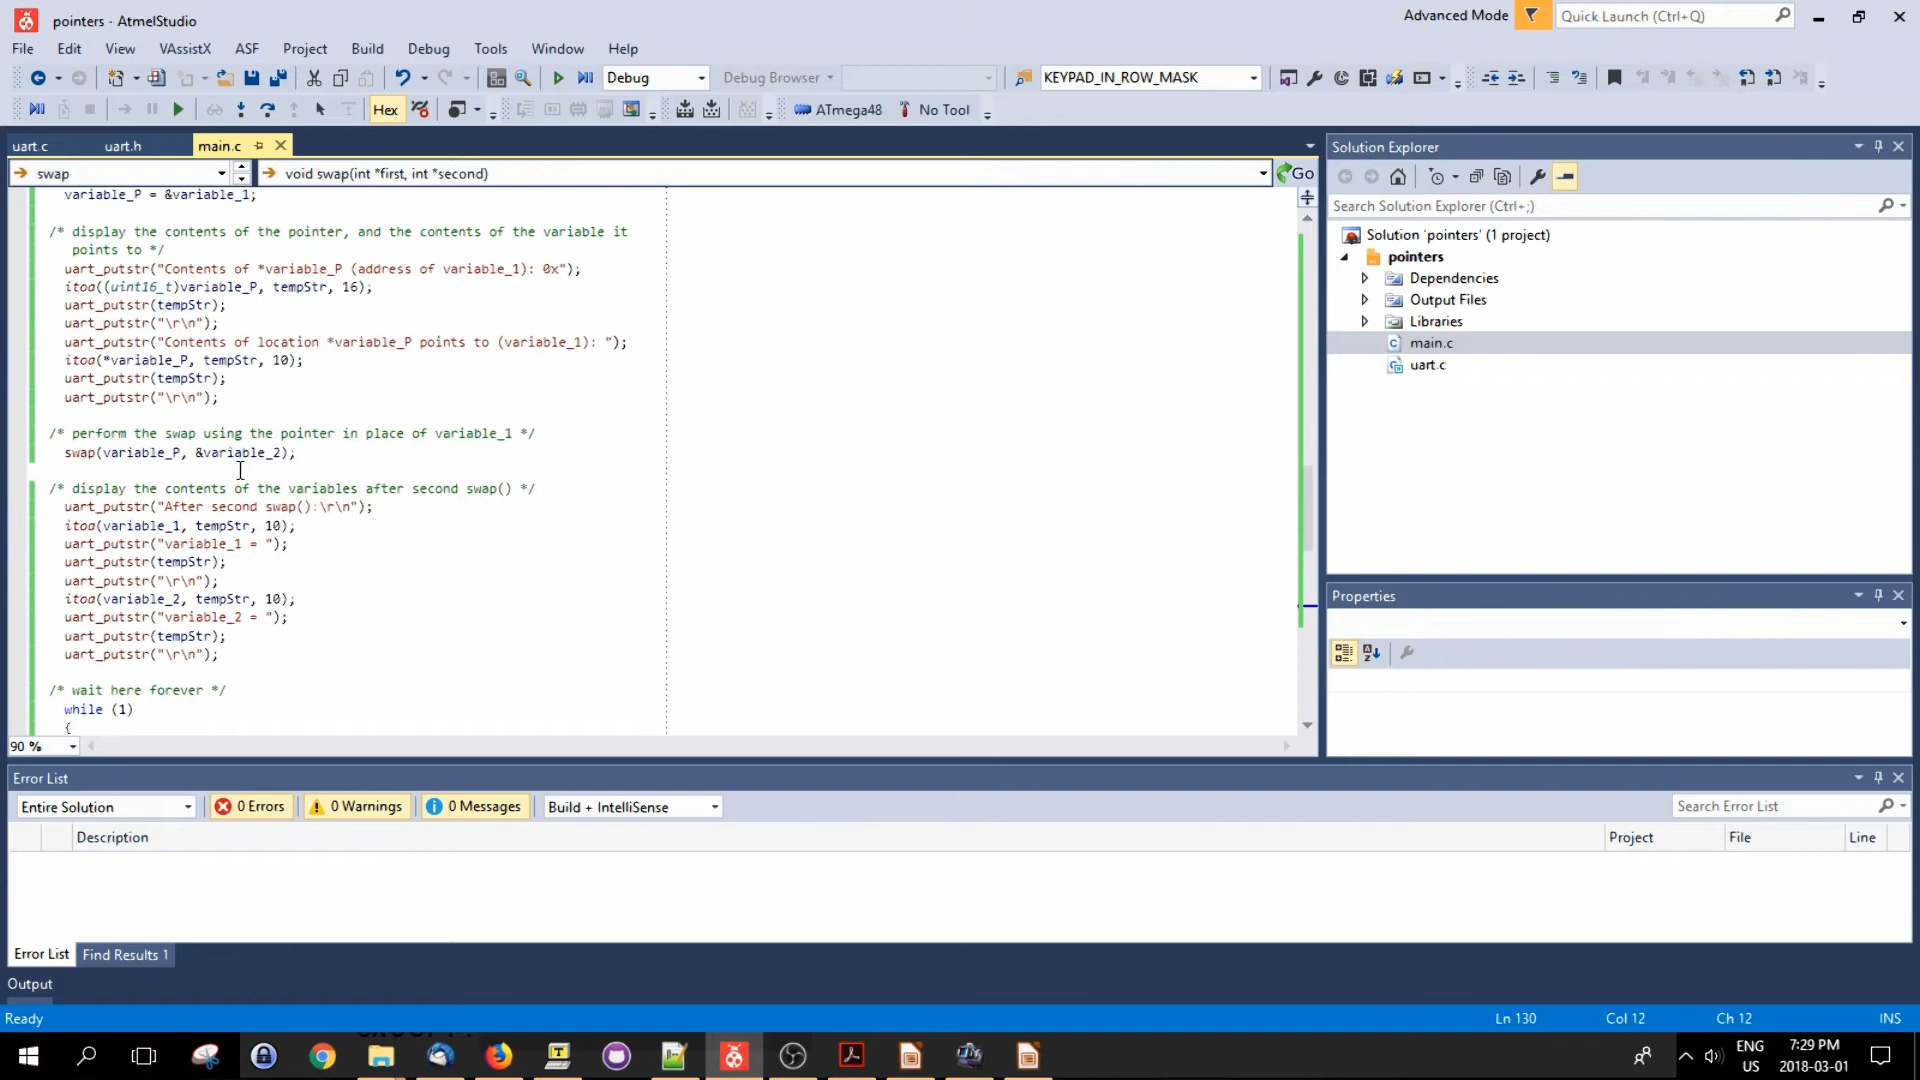 pointers - AtmelStudio
Advanced Mode
Quick Launch (Ctrl+Q)
File Edit View VAssistX ASF Project Build Debug Tools Window Help
Debug
Debug Browser
KEYPAD_IN_ROW_MASK
Hex
ATmega48
No Tool
uart.c
uart.h
main.c
swap
void swap(int *first, int *second)
Go
variable_P = &variable_1;
/* display the contents of the pointer, and the contents of the variable it
points to */
uart_putstr("Contents of *variable_P (address of variable_1): 0x");
itoa((uint16_t)variable_P, tempStr, 16);
uart_putstr(tempStr);
uart_putstr("\r\n");
uart_putstr("Contents of location *variable_P points to (variable_1): ");
itoa(*variable_P, tempStr, 10);
uart_putstr(tempStr);
uart_putstr("\r\n");
/* perform the swap using the pointer in place of variable_1 */
swap(variable_P, &variable_2);
/* display the contents of the variables after second swap() */
uart_putstr("After second swap():\r\n");
itoa(variable_1, tempStr, 10);
uart_putstr("variable_1 = ");
uart_putstr(tempStr);
uart_putstr("\r\n");
itoa(variable_2, tempStr, 10);
uart_putstr("variable_2 = ");
uart_putstr(tempStr);
uart_putstr("\r\n");
/* wait here forever */
while (1)
{
90 %
Solution Explorer
Search Solution Explorer (Ctrl+;)
Solution 'pointers' (1 project)
pointers
Dependencies
Output Files
Libraries
main.c
uart.c
Properties
Error List
Entire Solution
0 Errors
0 Warnings
0 Messages
Build + IntelliSense
Search Error List
Description
Project
File
Line
Error List
Find Results 1
Output
Ready
Ln 130
Col 12
Ch 12
INS
ENG
US
7:29 PM
2018-03-01